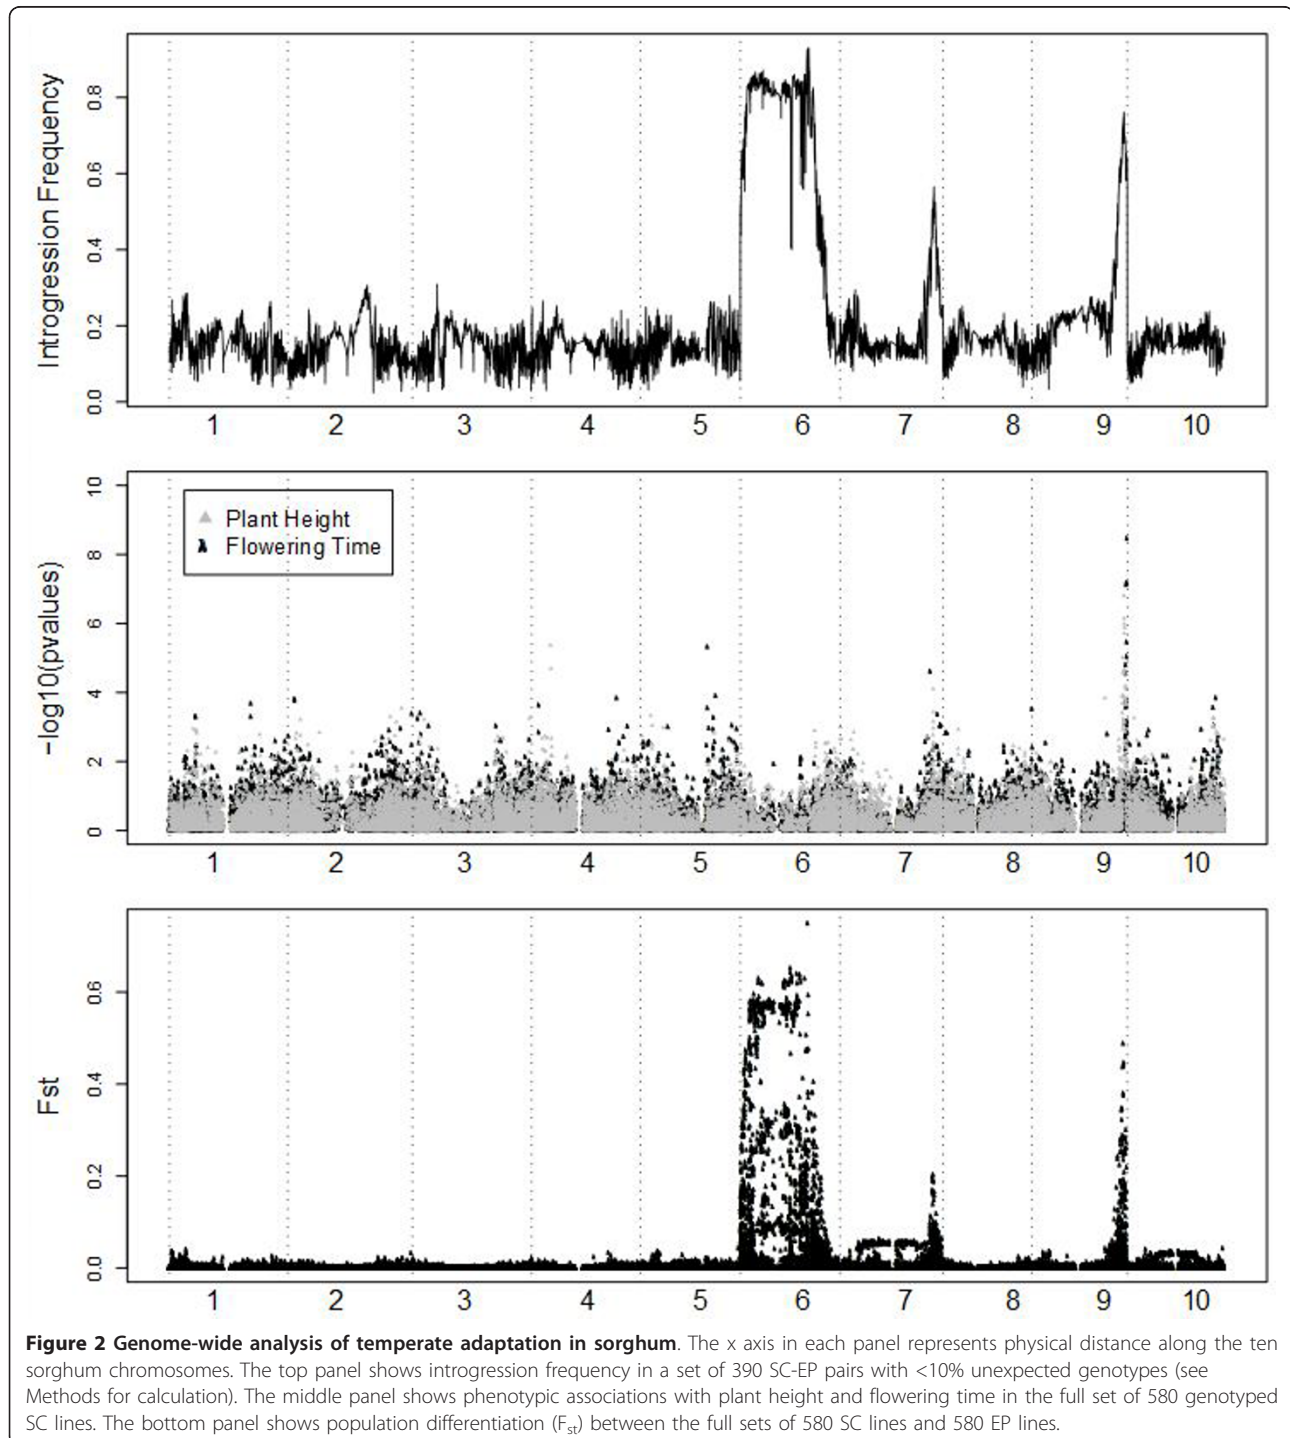 Introgression Frequency
0.0 0.2 0.4 0.6 0.8
1 2 3 4 5 6 7 8 9 10
−log10(pvalues)
0 2 4 6 8 10
Plant Height
Flowering Time
1 2 3 4 5 6 7 8 9 10
Fst
0.0 0.2 0.4 0.6
1 2 3 4 5 6 7 8 9 10
Figure 2 Genome-wide analysis of temperate adaptation in sorghum. The x axis in each panel represents physical distance along the ten
sorghum chromosomes. The top panel shows introgression frequency in a set of 390 SC-EP pairs with <10% unexpected genotypes (see
Methods for calculation). The middle panel shows phenotypic associations with plant height and flowering time in the full set of 580 genotyped
SC lines. The bottom panel shows population differentiation (Fst) between the full sets of 580 SC lines and 580 EP lines.